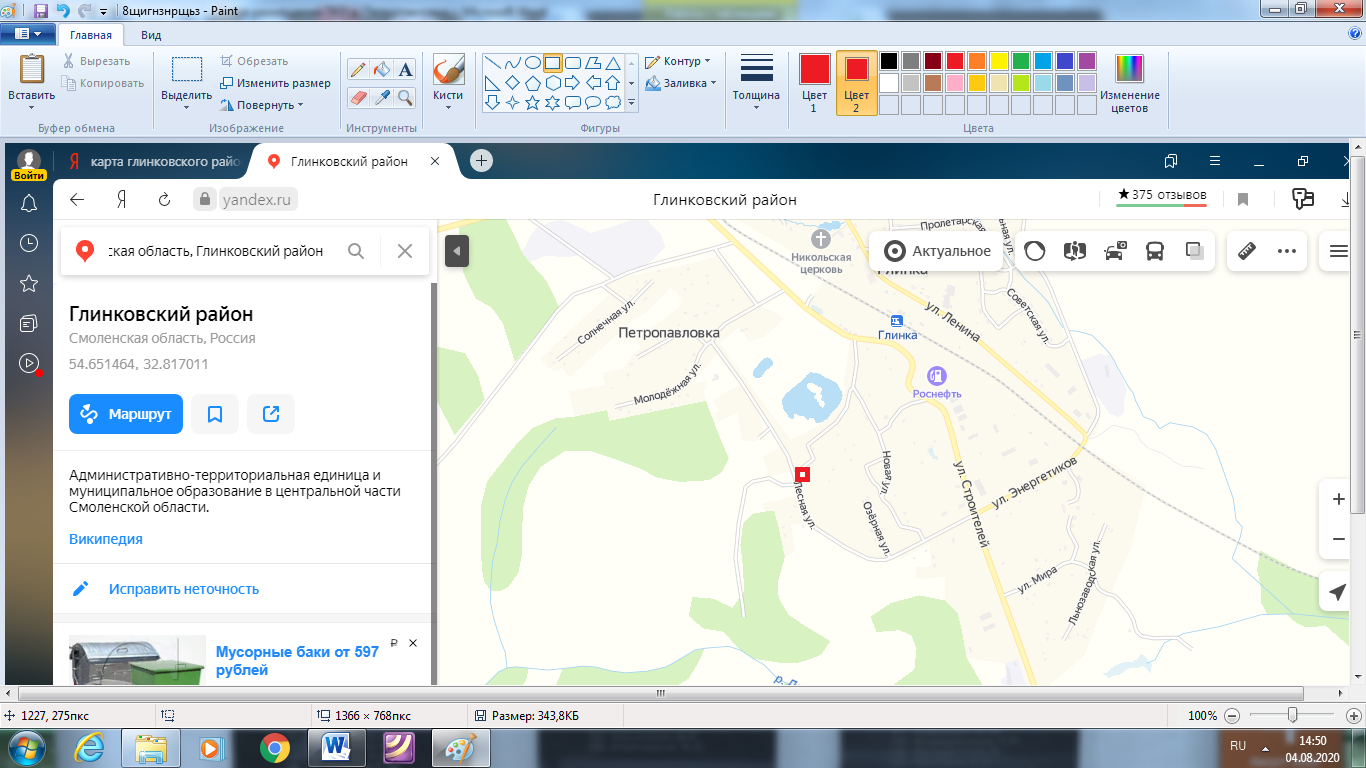 8щигнзнрщьз - Paint
Главная
Вид
Вставить
Вырезать
Копировать
Буфер обмена
Выделить
Обрезать
Изменить размер
Повернуть
Изображение
A
Инструменты
Кисти
Контур
Заливка
Фигуры
Толщина
Цвет 1
Цвет 2
Цвета
Изменение цветов
Войти
Я карта глинковского райо
Глинковский район
Я
yandex.ru
Глинковский район
375 отзывов
ская область, Глинковский район
Актуальное
Глинковский район
Смоленская область, Россия
54.651464, 32.817011
Маршрут
Административно-территориальная единица и
муниципальное образование в центральной части
Смоленской области.
Википедия
Исправить неточность
Мусорные баки от 597
рублей
₽
Пролетарская
Никольская
церковь
Глинка
Советская ул.
ул. Ленина
Глинка
Солнечная ул.
Петропавловка
Молодёжная ул.
Роснефть
Новая ул.
Лесная ул.
Озёрная ул.
ул. Строителей
ул. Энергетиков
ул. Мира
Льнозаводская ул.
1227, 275пкс
1366 × 768пкс
Размер: 343,8КБ
100%
RU
14:50
04.08.2020